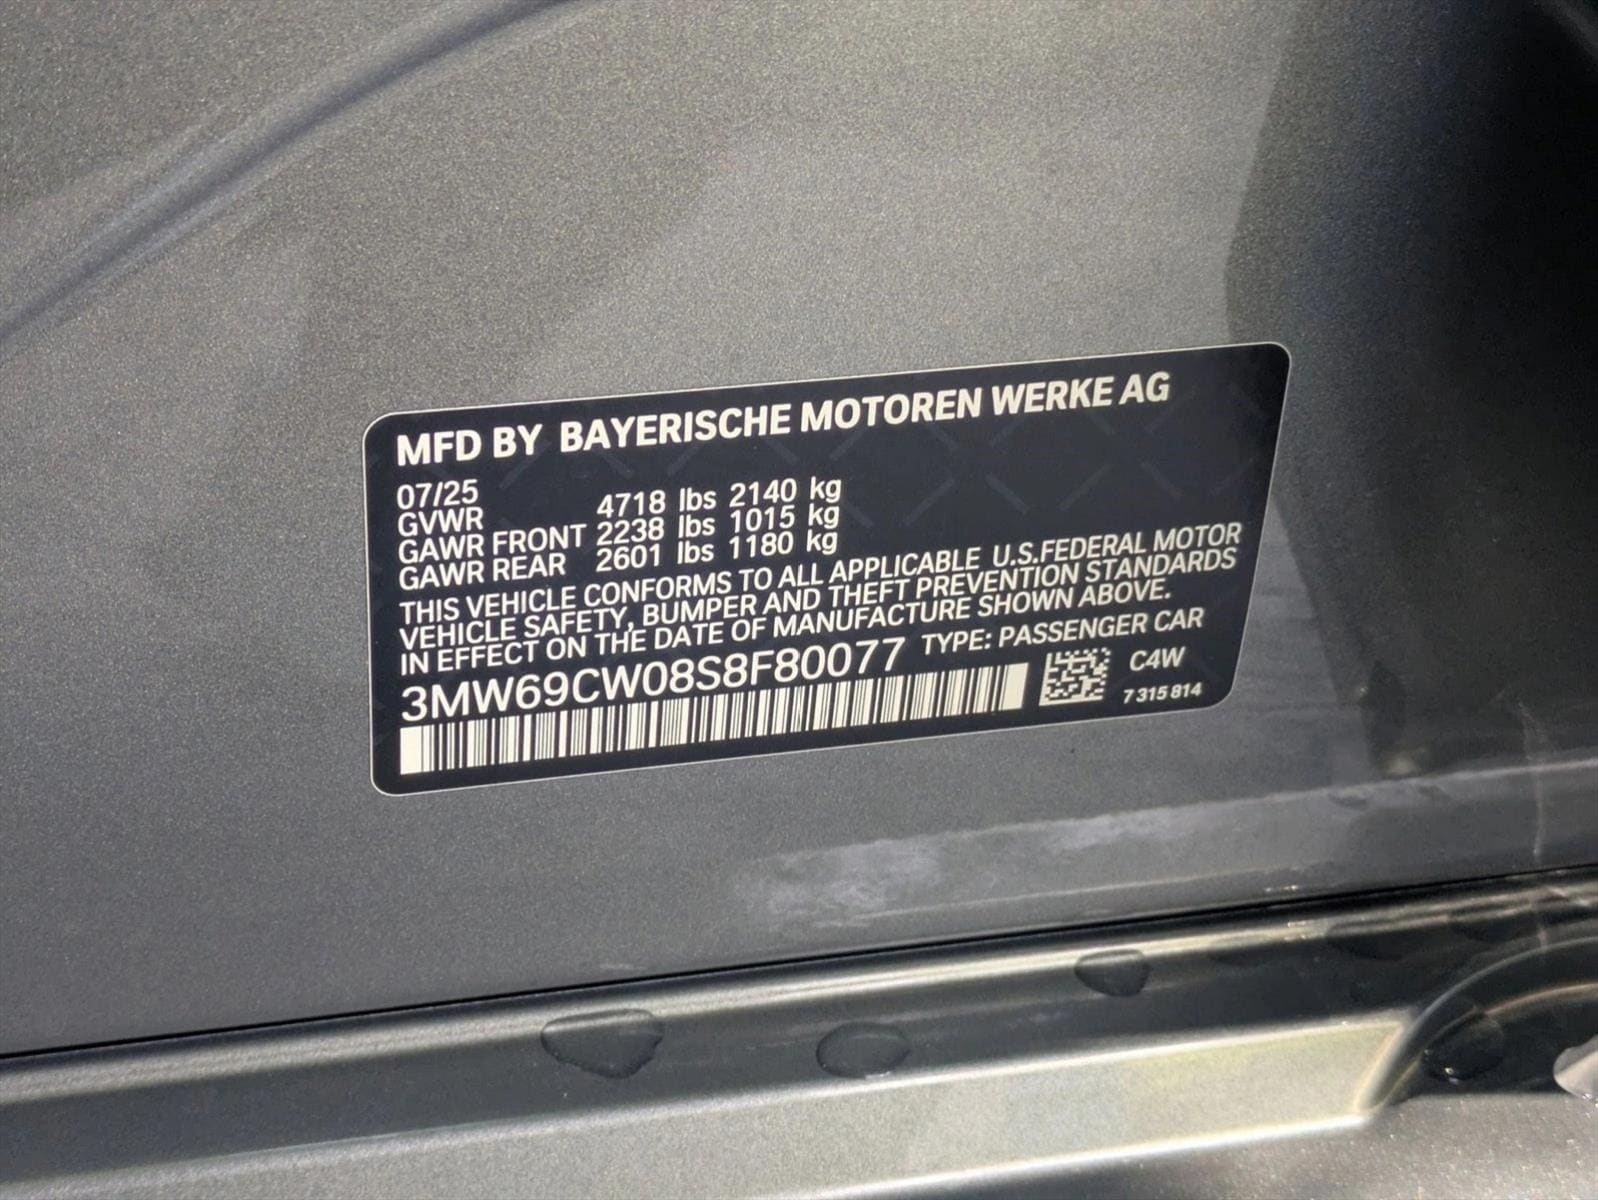 MFD BY BAYERISCHE MOTOREN WERKE AG
07/25
GVWR 4718 lbs 2140 kg
GAWR FRONT 2238 lbs 1015 kg
GAWR REAR 2601 lbs 1180 kg
THIS VEHICLE CONFORMS TO ALL APPLICABLE U.S.FEDERAL MOTOR
VEHICLE SAFETY, BUMPER AND THEFT PREVENTION STANDARDS
IN EFFECT ON THE DATE OF MANUFACTURE SHOWN ABOVE.
3MW69CW08S8F80077 TYPE: PASSENGER CAR
C4W
7 315 814